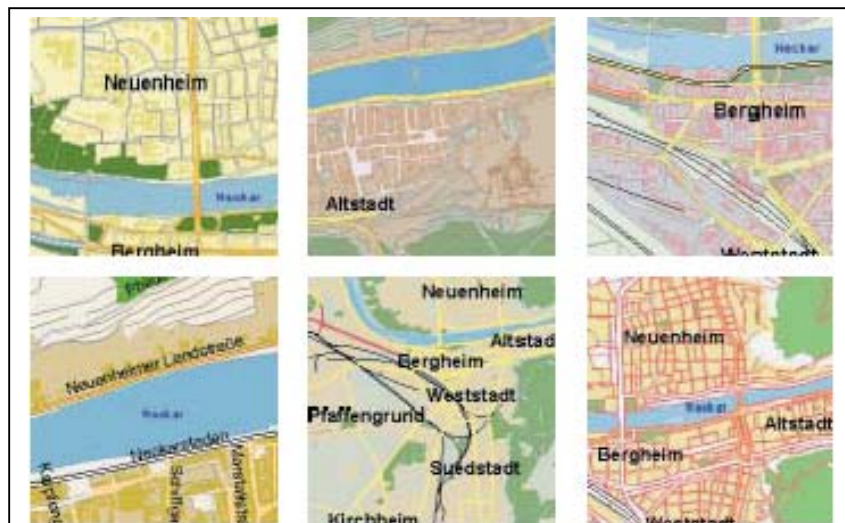 Neuenheim
Neckar
Bergheim
Altstadt
Neckar
Bergheim
Weststadt
Neuenheimer Landstraße
Neckar
Neckarstaden
Neuenheim
Altstad
Bergheim
Weststadt
Pfaffengrund
Suedstadt
Kirchheim
Neuenheim
Neckar
Altstadt
Bergheim
Weststadt